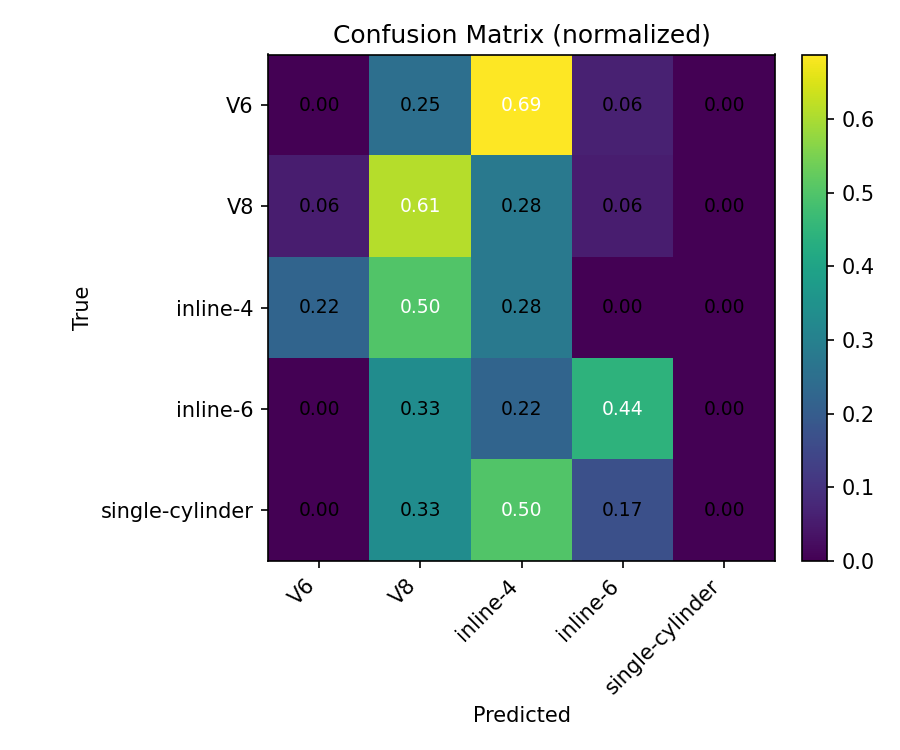 Confusion Matrix (normalized)
V6 0.00 0.25 0.69 0.06 0.00
V8 0.06 0.61 0.28 0.06 0.00
inline-4 0.22 0.50 0.28 0.00 0.00
inline-6 0.00 0.33 0.22 0.44 0.00
single-cylinder 0.00 0.33 0.50 0.17 0.00
True
V6 V8 inline-4 inline-6 single-cylinder
Predicted
0.6
0.5
0.4
0.3
0.2
0.1
0.0